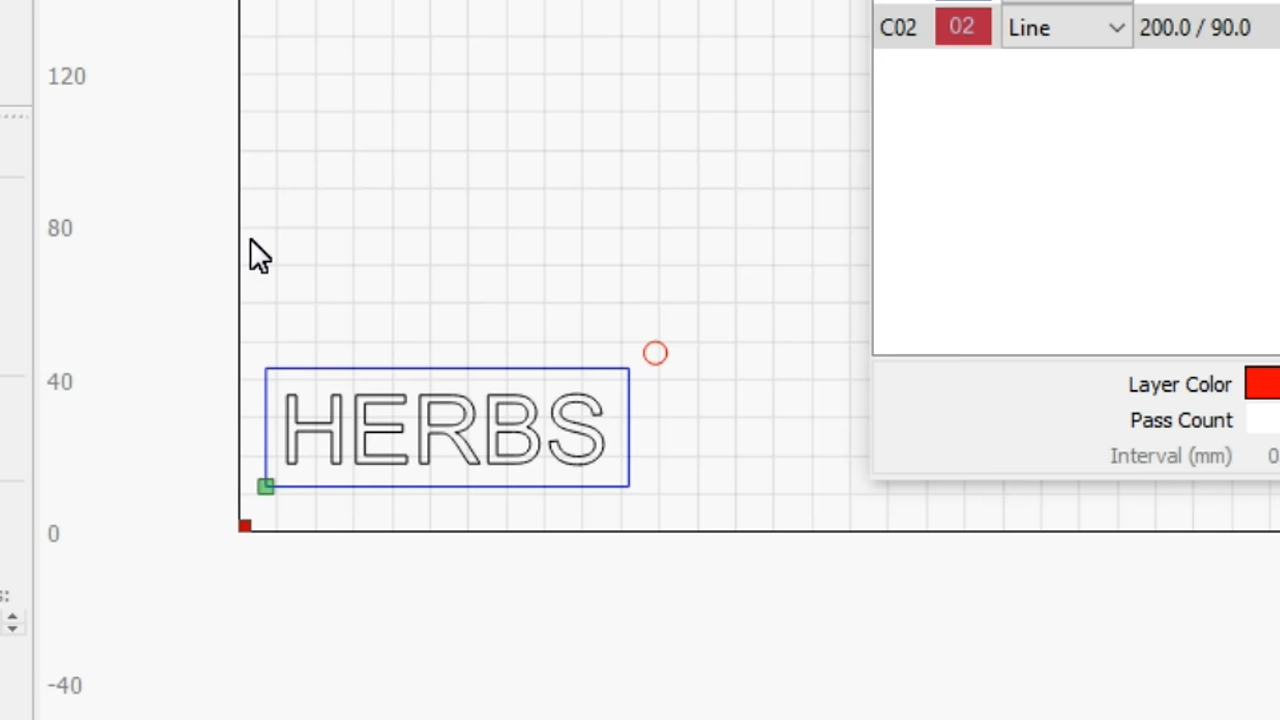 C02 02 Line 200.0 / 90.0
120
80
40
HERBS
Layer Color
Pass Count
Interval (mm) 0
0
s:
-40